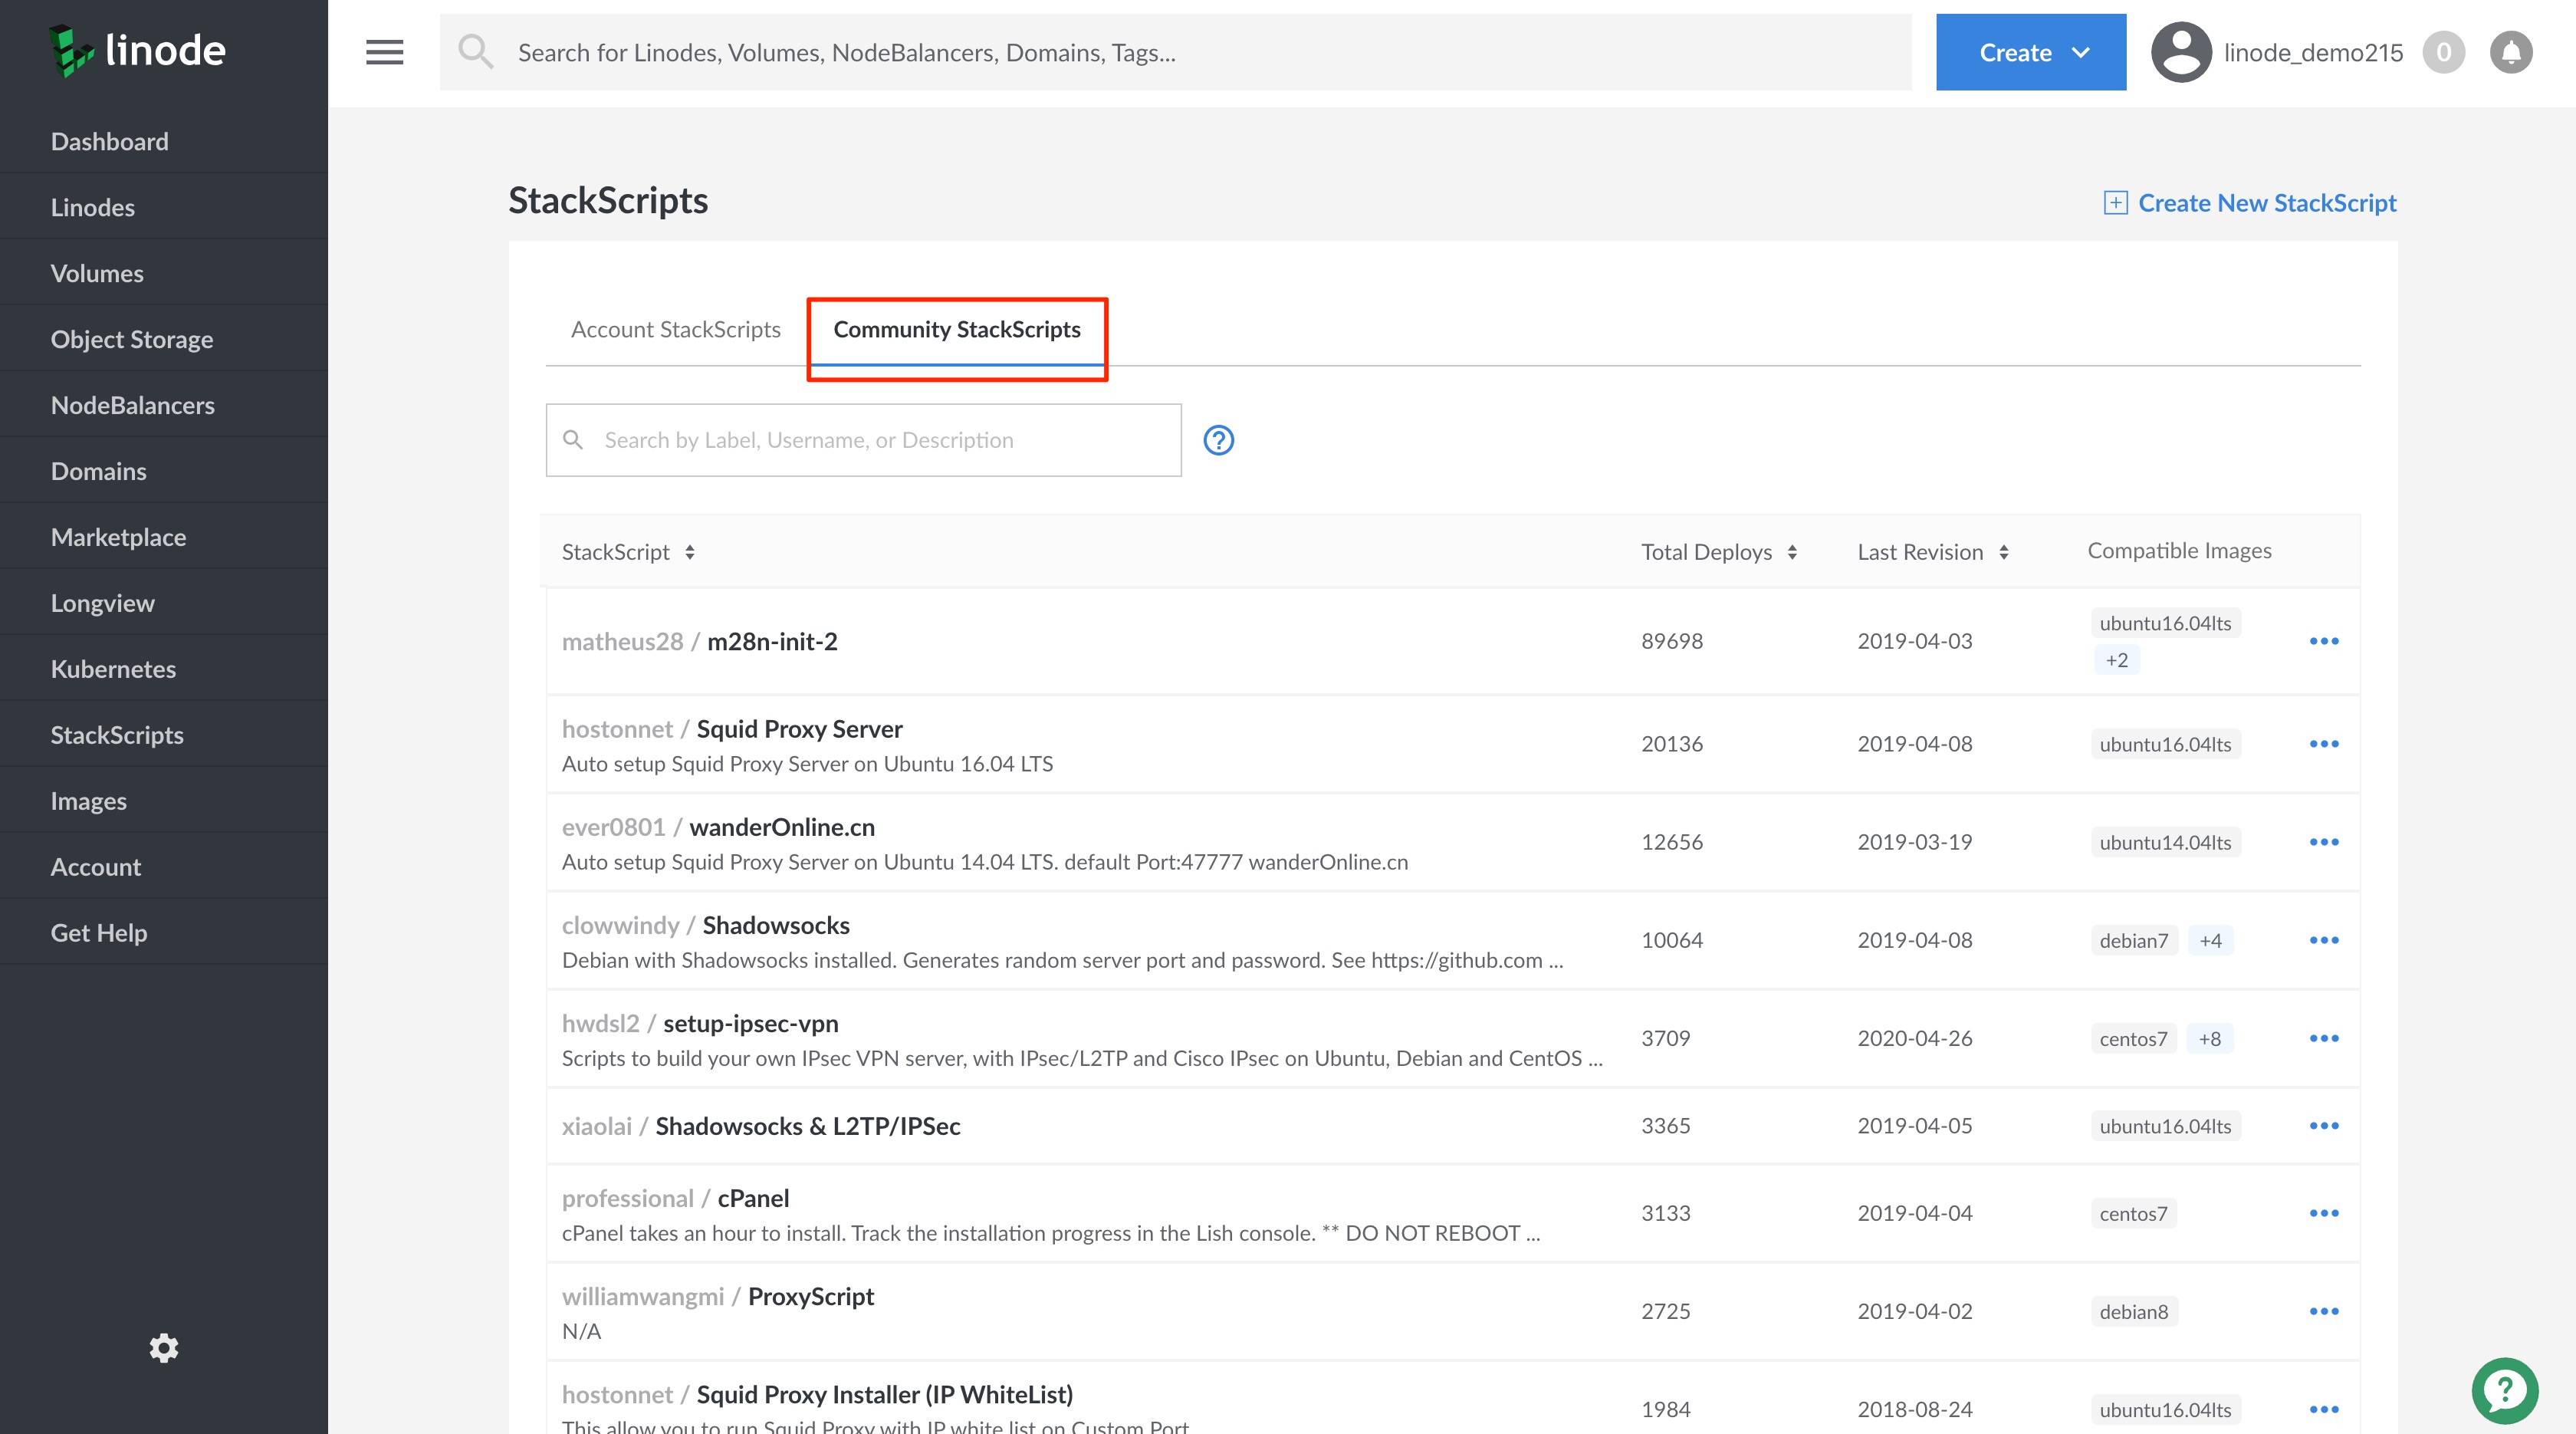 linode
Search for Linodes, Volumes, NodeBalancers, Domains, Tags...
Create
linode_demo215
0
Dashboard
Linodes
Volumes
Object Storage
NodeBalancers
Domains
Marketplace
Longview
Kubernetes
StackScripts
Images
Account
Get Help
StackScripts
Create New StackScript
Account StackScripts
Community StackScripts
Search by Label, Username, or Description
StackScript Total Deploys Last Revision Compatible Images
matheus28 / m28n-init-2 89698 2019-04-03 ubuntu16.04lts
+2
hostonnet / Squid Proxy Server
Auto setup Squid Proxy Server on Ubuntu 16.04 LTS
20136 2019-04-08 ubuntu16.04lts
ever0801 / wanderOnline.cn
Auto setup Squid Proxy Server on Ubuntu 14.04 LTS. default Port:47777 wanderOnline.cn
12656 2019-03-19 ubuntu14.04lts
clowwindy / Shadowsocks
Debian with Shadowsocks installed. Generates random server port and password. See https://github.com ...
10064 2019-04-08 debian7 +4
hwdsl2 / setup-ipsec-vpn
Scripts to build your own IPsec VPN server, with IPsec/L2TP and Cisco IPsec on Ubuntu, Debian and CentOS ...
3709 2020-04-26 centos7 +8
xiaolai / Shadowsocks & L2TP/IPSec 3365 2019-04-05 ubuntu16.04lts
professional / cPanel
cPanel takes an hour to install. Track the installation progress in the Lish console. ** DO NOT REBOOT ...
3133 2019-04-04 centos7
williamwangmi / ProxyScript
N/A
2725 2019-04-02 debian8
hostonnet / Squid Proxy Installer (IP WhiteList)
This allow you to run Squid Proxy with IP white list on Custom Port
1984 2018-08-24 ubuntu16.04lts